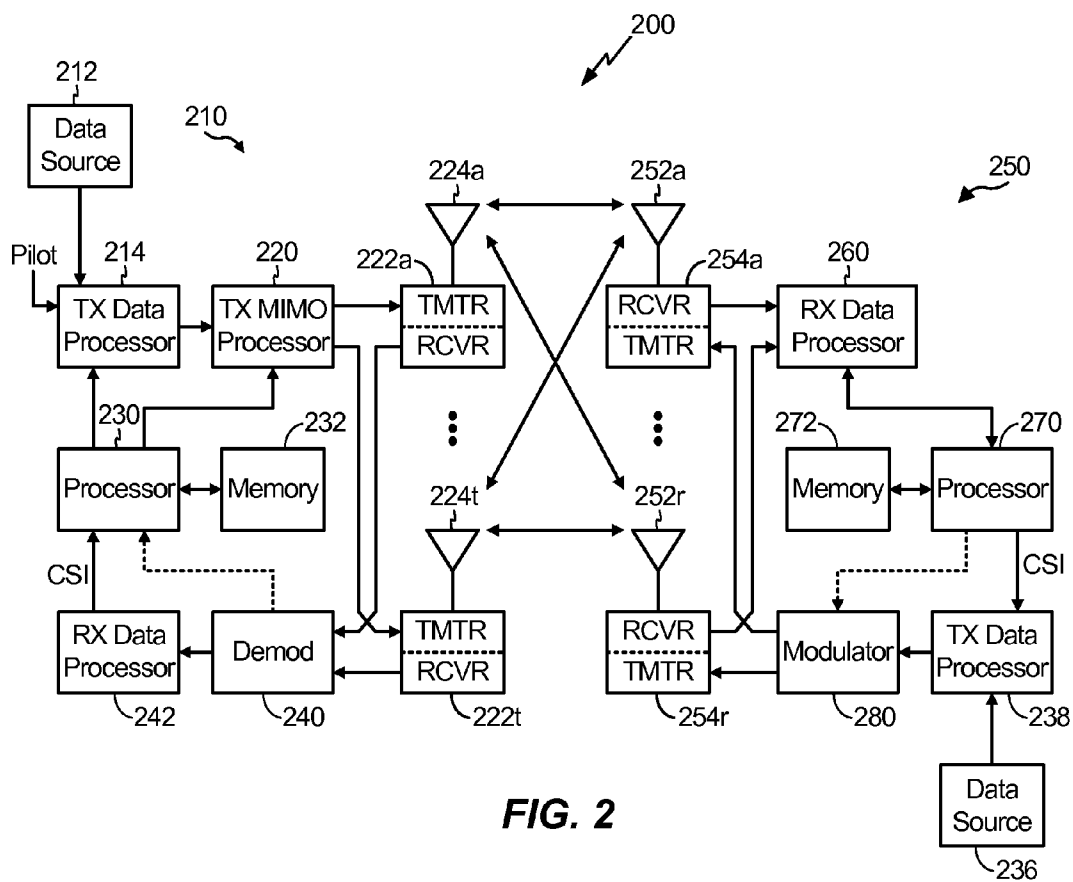 200
212
Data
Source
210
224a
252a
250
Pilot
214
220
222a
254a
260
TX Data
Processor
TX MIMO
Processor
TMTR
RCVR
RCVR
TMTR
RX Data
Processor
230
232
272
270
Processor
Memory
Memory
Processor
224t
252r
CSI
CSI
RX Data
Processor
Demod
TMTR
RCVR
RCVR
TMTR
Modulator
TX Data
Processor
242
240
222t
254r
280
238
Data
Source
236
FIG. 2